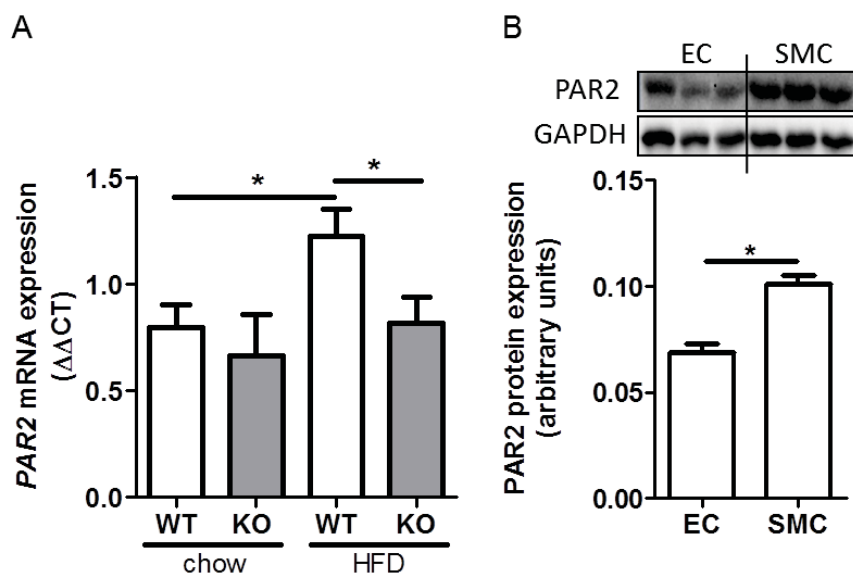 A
PAR2 mRNA expression
(ΔΔCT)
1.5
1.0
0.5
0.0
*
*
WT KO WT KO
chow HFD
B
EC SMC
PAR2
GAPDH
PAR2 protein expression
(arbitrary units)
0.15
0.10
0.05
0.00
*
EC SMC